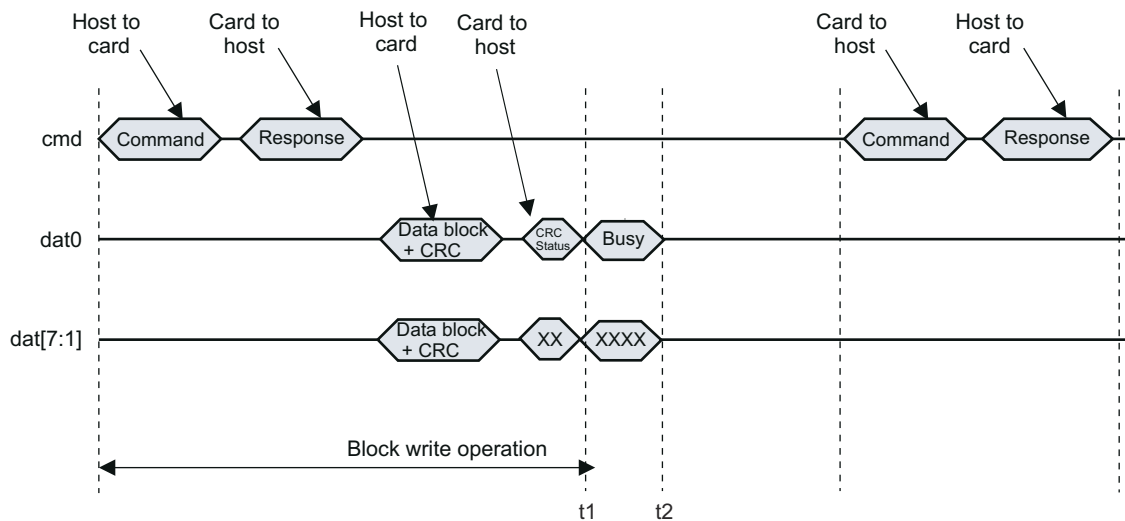 Host to
card
Card to
host
Host to
card
Card to
host
Card to
host
Host to
card
cmd
Command
Response
Command
Response
dat0
Data block
+ CRC
CRC
Status
Busy
dat[7:1]
Data block
+ CRC
XX
XXXX
Block write operation
t1
t2